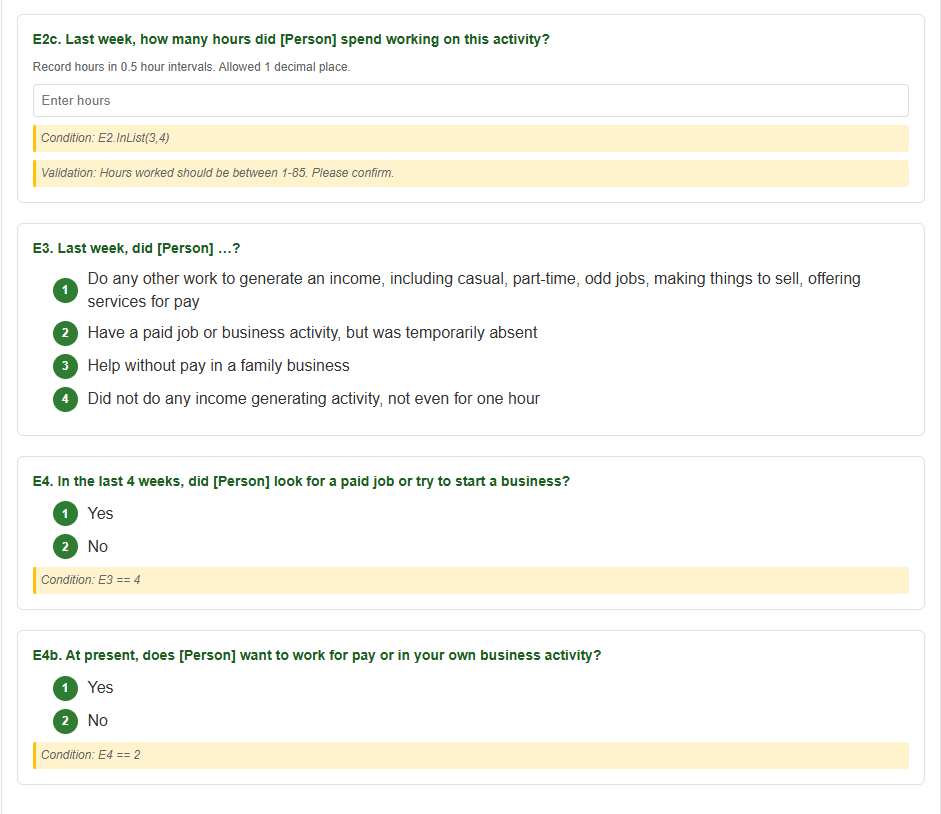 E2c. Last week, how many hours did [Person] spend working on this activity?
Record hours in 0.5 hour intervals. Allowed 1 decimal place.
Enter hours
Condition: E2.InList(3,4)
Validation: Hours worked should be between 1-85. Please confirm.
E3. Last week, did [Person] …?
1 Do any other work to generate an income, including casual, part-time, odd jobs, making things to sell, offering
services for pay
2 Have a paid job or business activity, but was temporarily absent
3 Help without pay in a family business
4 Did not do any income generating activity, not even for one hour
E4. In the last 4 weeks, did [Person] look for a paid job or try to start a business?
1 Yes
2 No
Condition: E3 == 4
E4b. At present, does [Person] want to work for pay or in your own business activity?
1 Yes
2 No
Condition: E4 == 2